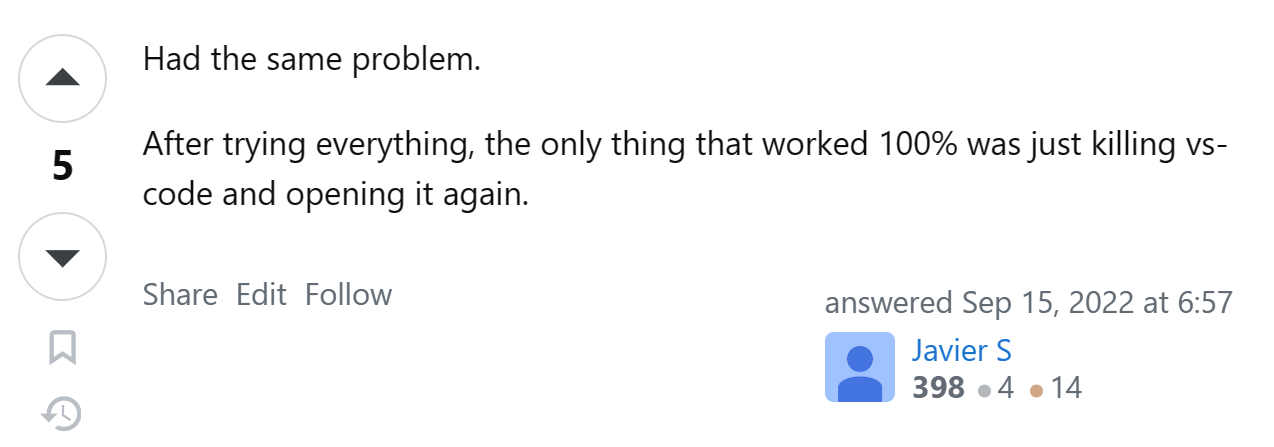 Had the same problem.
5
After trying everything, the only thing that worked 100% was just killing vs-
code and opening it again.
Share Edit Follow
answered Sep 15, 2022 at 6:57
Javier S
398 4 14